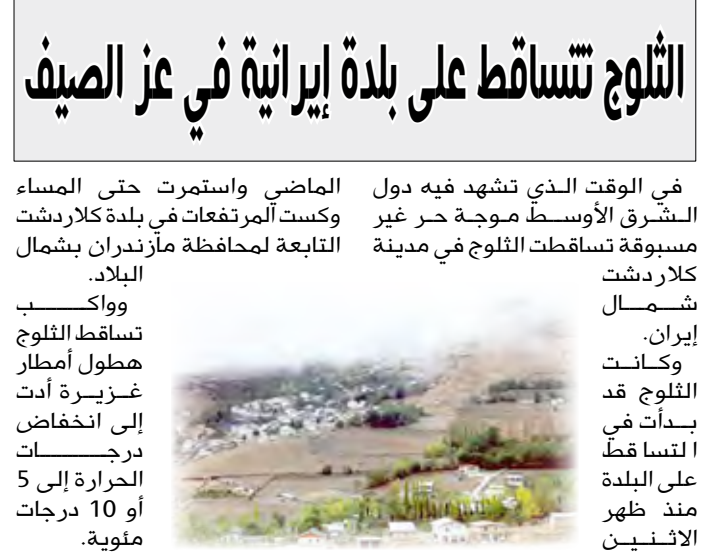 الثلوج تتساقط على بلدة إيرانية في عز الصيف
في الوقت الذي تشهد فيه دول
الشرق الأوسط موجة حر غير
مسبوقة تساقطت الثلوج في مدينة
كلاردشت
شمال
إيران.
وكانت
الثلوج قد
بدأت في
التساقط
على البلدة
منذ ظهر
الاثنين
الماضي واستمرت حتى المساء
وكست المرتفعات في بلدة كلاردشت
التابعة لمحافظة مازندران بشمال
البلاد.
وواكب
تساقط الثلوج
هطول أمطار
غزيرة أدت
إلى انخفاض
درجات
الحرارة إلى 5
أو 10 درجات
مئوية.